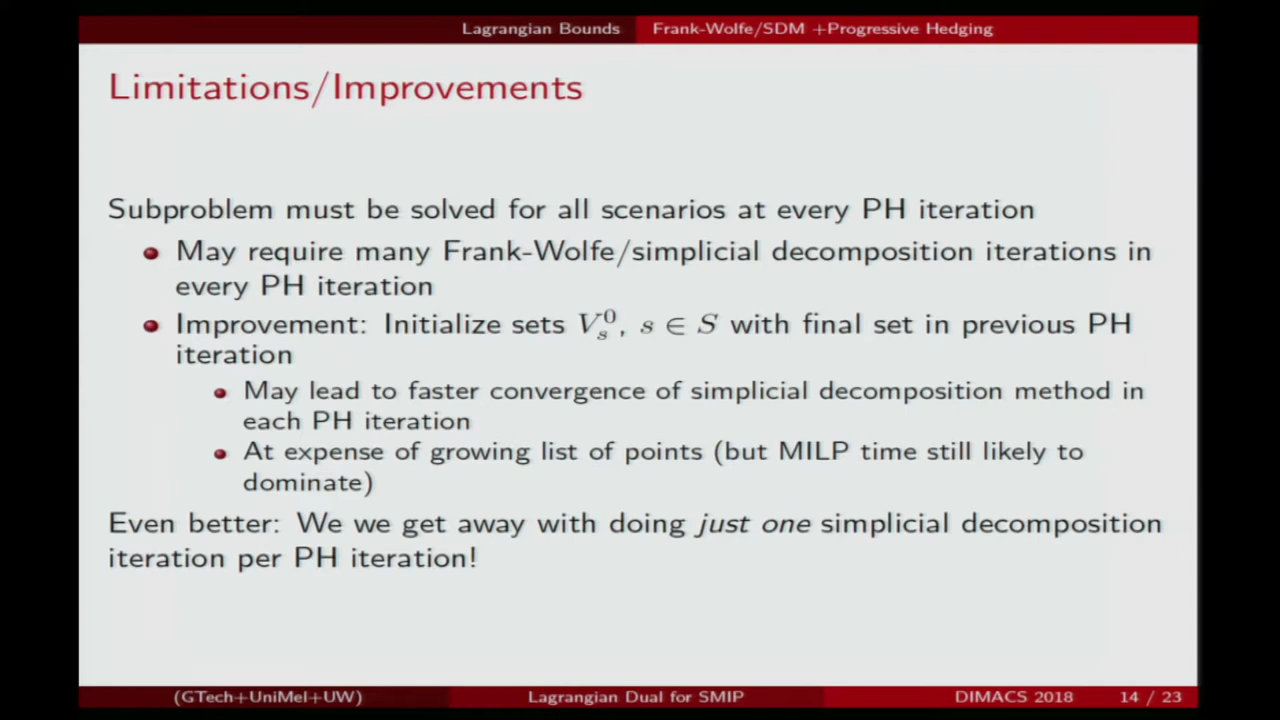 Lagrangian Bounds Frank-Wolfe/SDM +Progressive Hedging
Limitations/Improvements
Subproblem must be solved for all scenarios at every PH iteration
May require many Frank-Wolfe/simplicial decomposition iterations in
every PH iteration
Improvement: Initialize sets V_s^0, s ∈ S with final set in previous PH
iteration
May lead to faster convergence of simplicial decomposition method in
each PH iteration
At expense of growing list of points (but MILP time still likely to
dominate)
Even better: We we get away with doing just one simplicial decomposition
iteration per PH iteration!
(GTech+UniMel+UW) Lagrangian Dual for SMIP DIMACS 2018 14 / 23